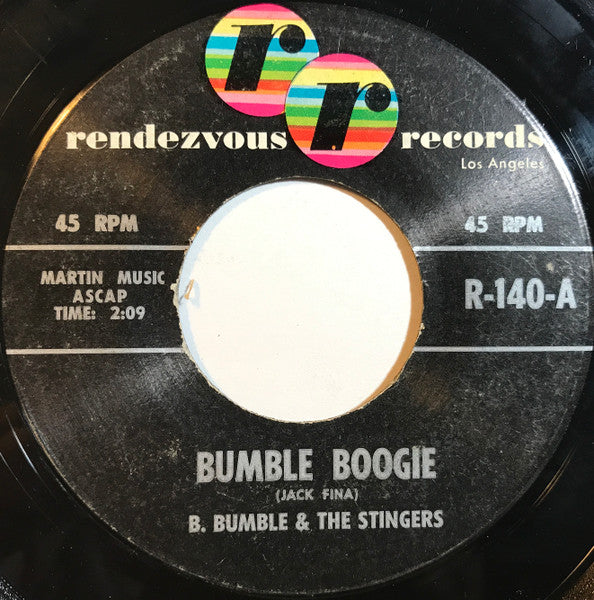 r r
rendezvous records
Los Angeles
45 RPM 45 RPM
MARTIN MUSIC
ASCAP
TIME: 2:09
R-140-A
BUMBLE BOOGIE
(JACK FINA)
B. BUMBLE & THE STINGERS